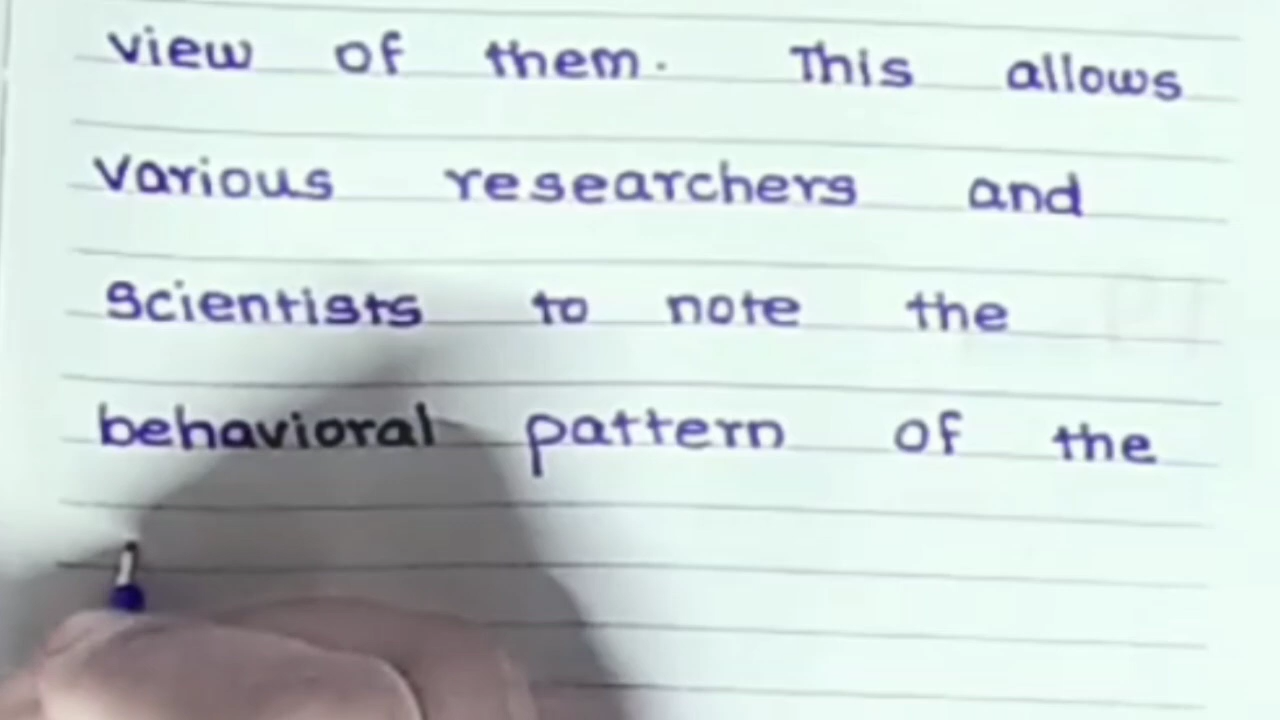 view of them. This allows
various researchers and
scientists to note the
behavioral pattern of the